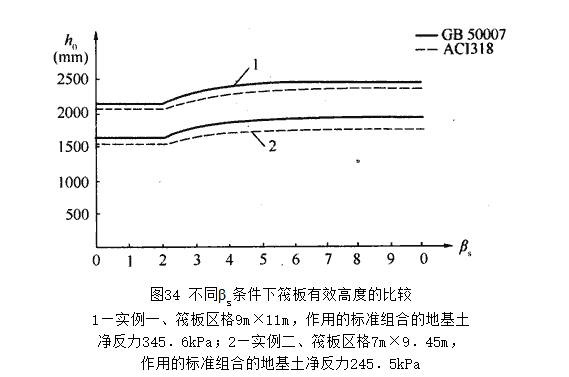 h₀
(mm)
GB 50007
ACI318
2500
2000
1500
1000
500
1
2
0 1 2 3 4 5 6 7 8 9 0 βs
图34 不同βs条件下筏板有效高度的比较
1—实例一、筏板区格9m×11m，作用的标准组合的地基土
净反力345．6kPa；2—实例二、筏板区格7m×9．45m，
作用的标准组合的地基土净反力245．5kPa